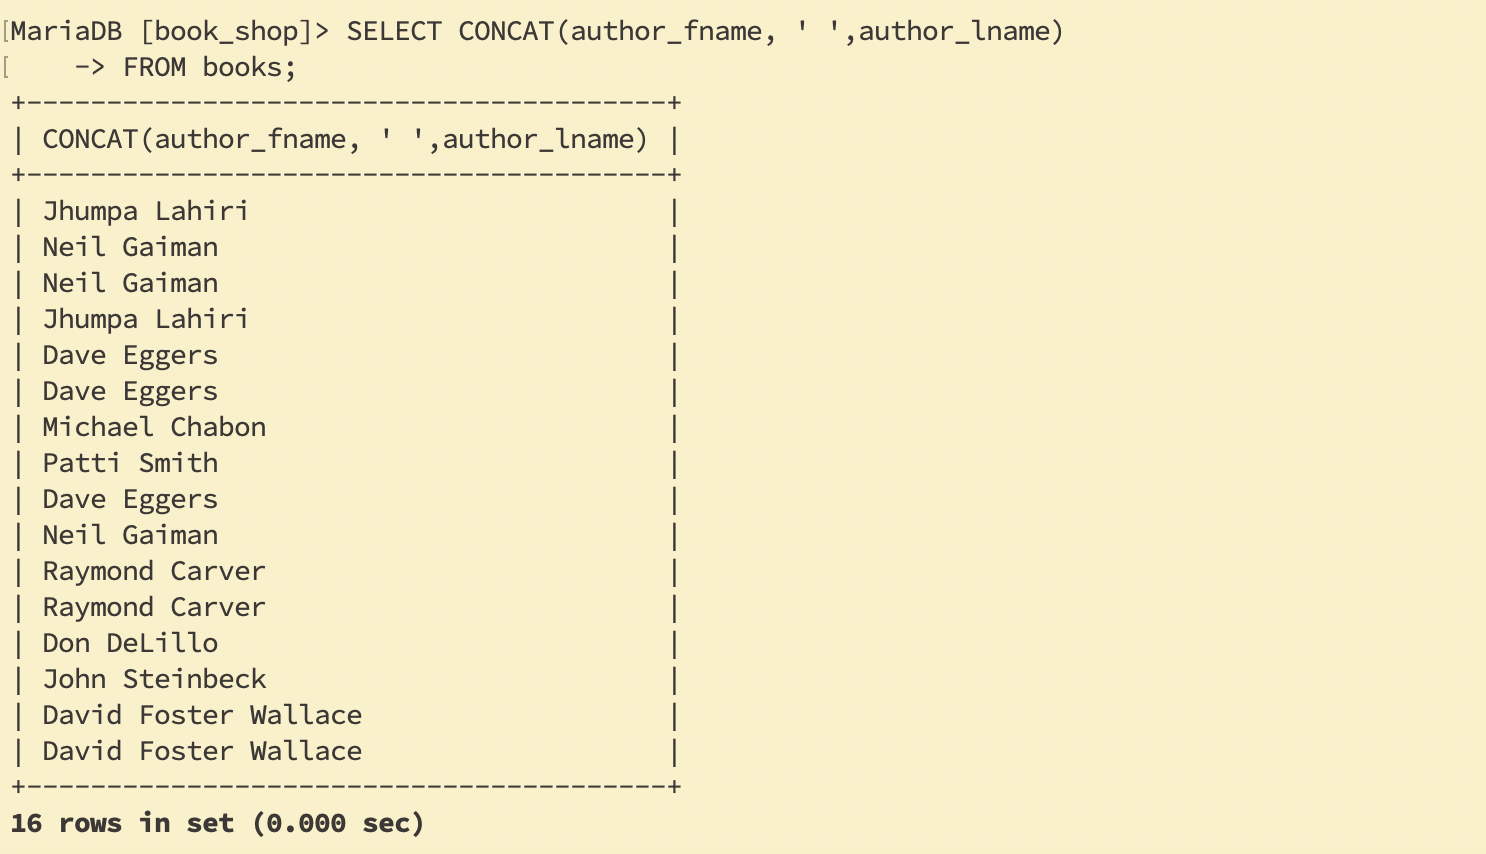 [MariaDB [book_shop]> SELECT CONCAT(author_fname, ' ',author_lname)
[    -> FROM books;
+----------------------------------------+
| CONCAT(author_fname, ' ',author_lname) |
+----------------------------------------+
| Jhumpa Lahiri                          |
| Neil Gaiman                            |
| Neil Gaiman                            |
| Jhumpa Lahiri                          |
| Dave Eggers                            |
| Dave Eggers                            |
| Michael Chabon                         |
| Patti Smith                            |
| Dave Eggers                            |
| Neil Gaiman                            |
| Raymond Carver                         |
| Raymond Carver                         |
| Don DeLillo                            |
| John Steinbeck                         |
| David Foster Wallace                   |
| David Foster Wallace                   |
+----------------------------------------+
16 rows in set (0.000 sec)